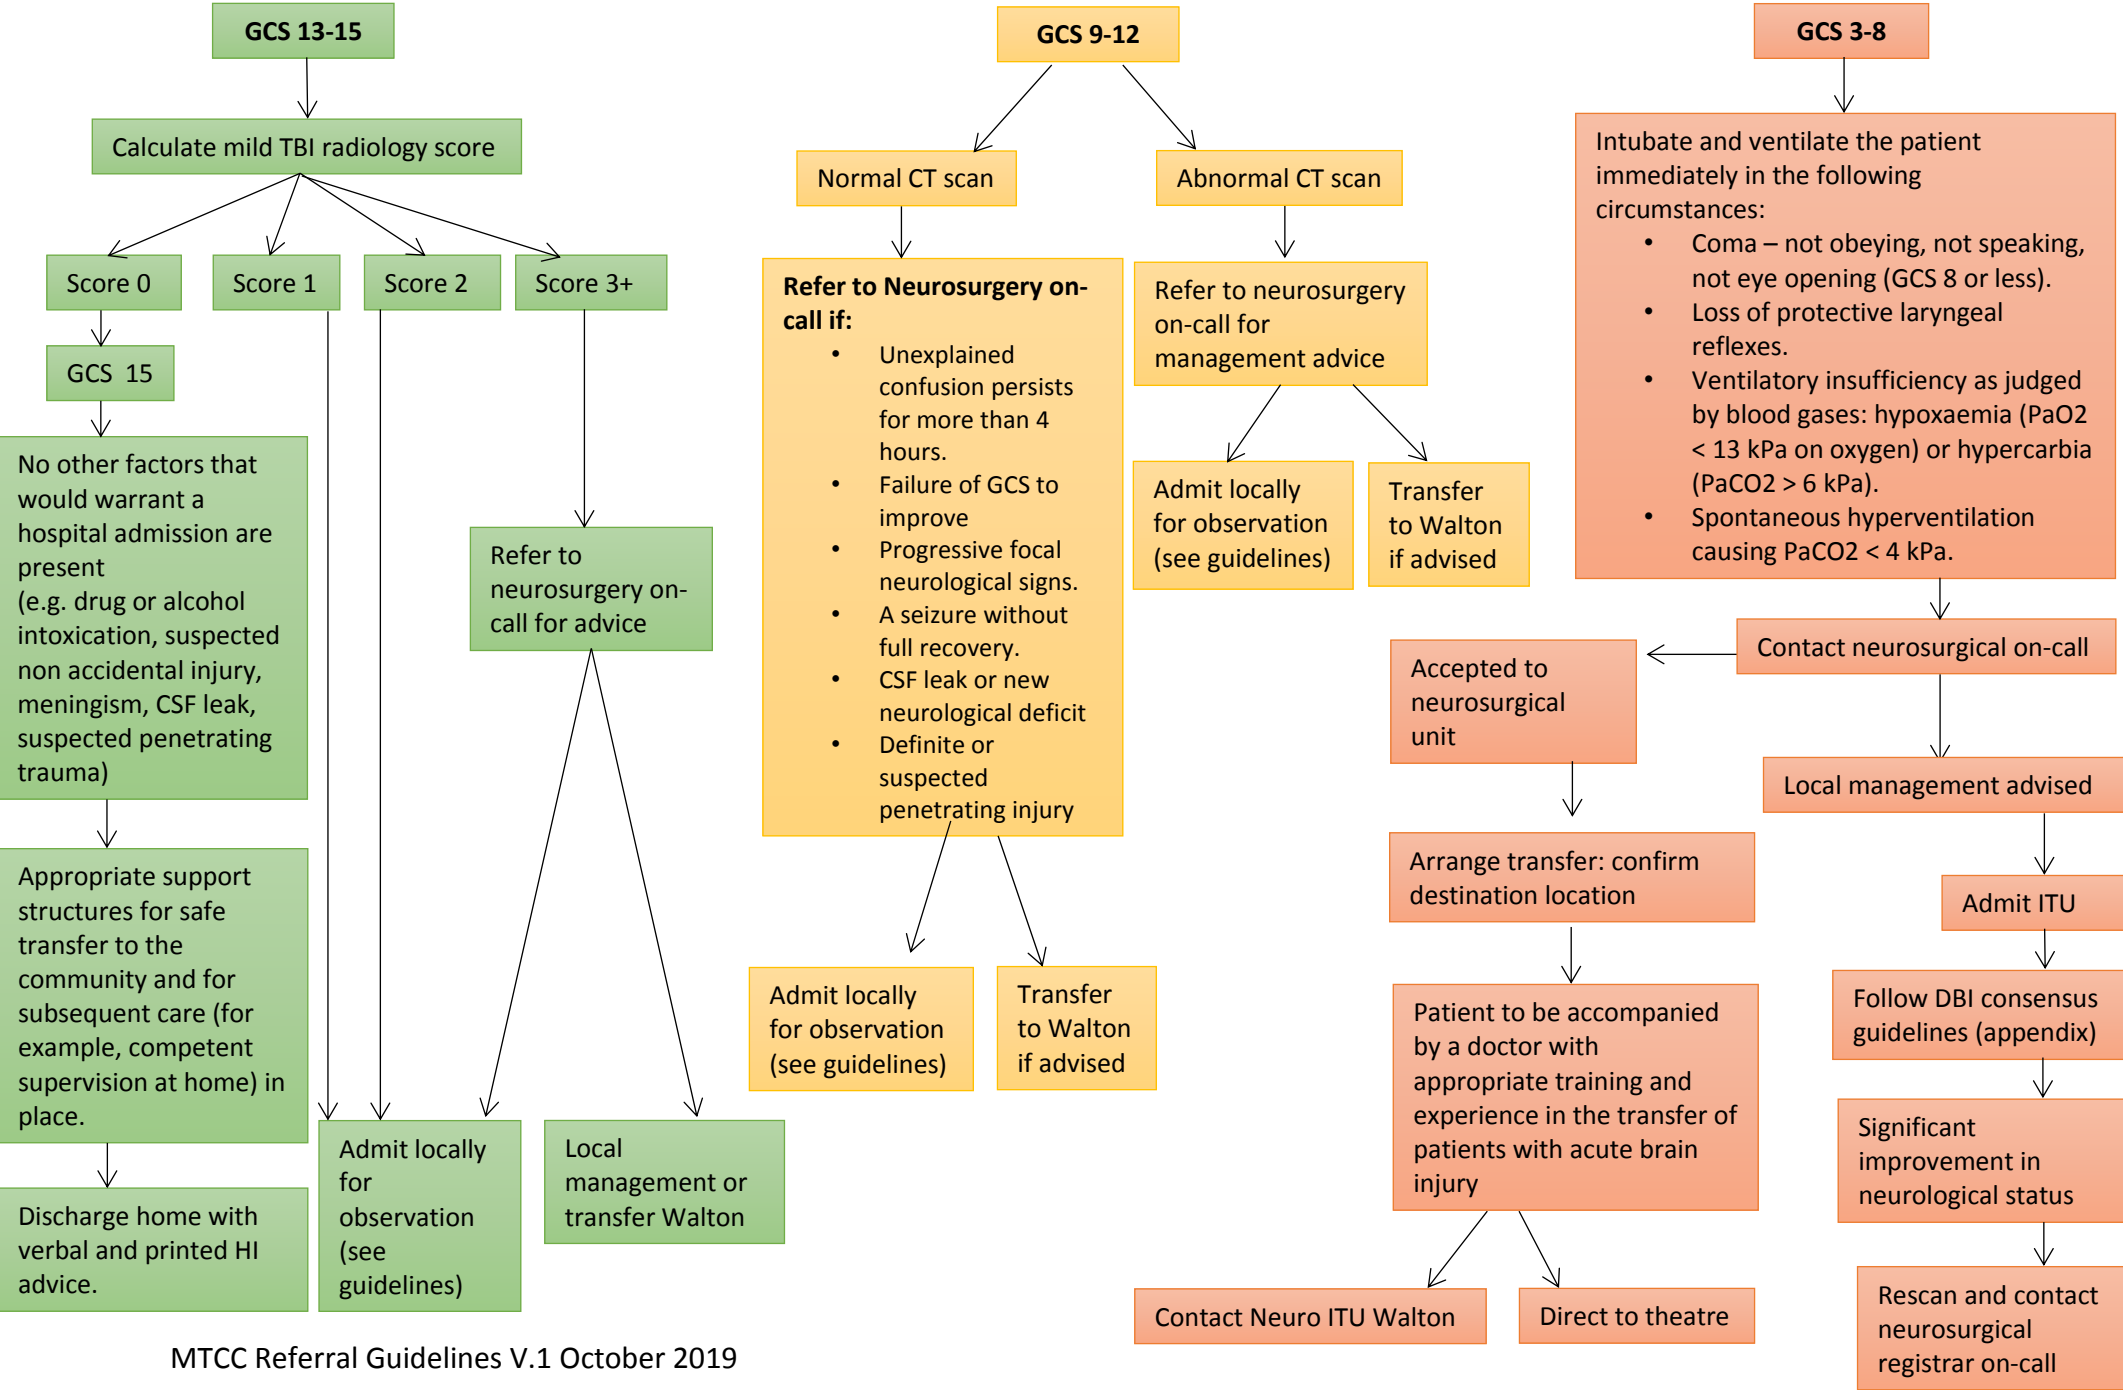 GCS 13-15
Calculate mild TBI radiology score
Score 0
Score 1
Score 2
Score 3+
GCS  15
No other factors that
would warrant a
hospital admission are
present
(e.g. drug or alcohol
intoxication, suspected
non accidental injury,
meningism, CSF leak,
suspected penetrating
trauma)
Appropriate support
structures for safe
transfer to the
community and for
subsequent care (for
example, competent
supervision at home) in
place.
Discharge home with
verbal and printed HI
advice.
Refer to
neurosurgery on-
call for advice
Admit locally
for
observation
(see
guidelines)
Local
management or
transfer Walton
GCS 9-12
Normal CT scan
Abnormal CT scan
Refer to Neurosurgery on-
call if:
• Unexplained
confusion persists
for more than 4
hours.
• Failure of GCS to
improve
• Progressive focal
neurological signs.
• A seizure without
full recovery.
• CSF leak or new
neurological deficit
• Definite or
suspected
penetrating injury
Admit locally
for observation
(see guidelines)
Transfer
to Walton
if advised
Refer to neurosurgery
on-call for
management advice
Admit locally
for observation
(see guidelines)
Transfer
to Walton
if advised
GCS 3-8
Intubate and ventilate the patient
immediately in the following
circumstances:
• Coma – not obeying, not speaking,
not eye opening (GCS 8 or less).
• Loss of protective laryngeal
reflexes.
• Ventilatory insufficiency as judged
by blood gases: hypoxaemia (PaO2
< 13 kPa on oxygen) or hypercarbia
(PaCO2 > 6 kPa).
• Spontaneous hyperventilation
causing PaCO2 < 4 kPa.
Contact neurosurgical on-call
Accepted to
neurosurgical
unit
Arrange transfer: confirm
destination location
Patient to be accompanied
by a doctor with
appropriate training and
experience in the transfer of
patients with acute brain
injury
Contact Neuro ITU Walton
Direct to theatre
Local management advised
Admit ITU
Follow DBI consensus
guidelines (appendix)
Significant
improvement in
neurological status
Rescan and contact
neurosurgical
registrar on-call
MTCC Referral Guidelines V.1 October 2019